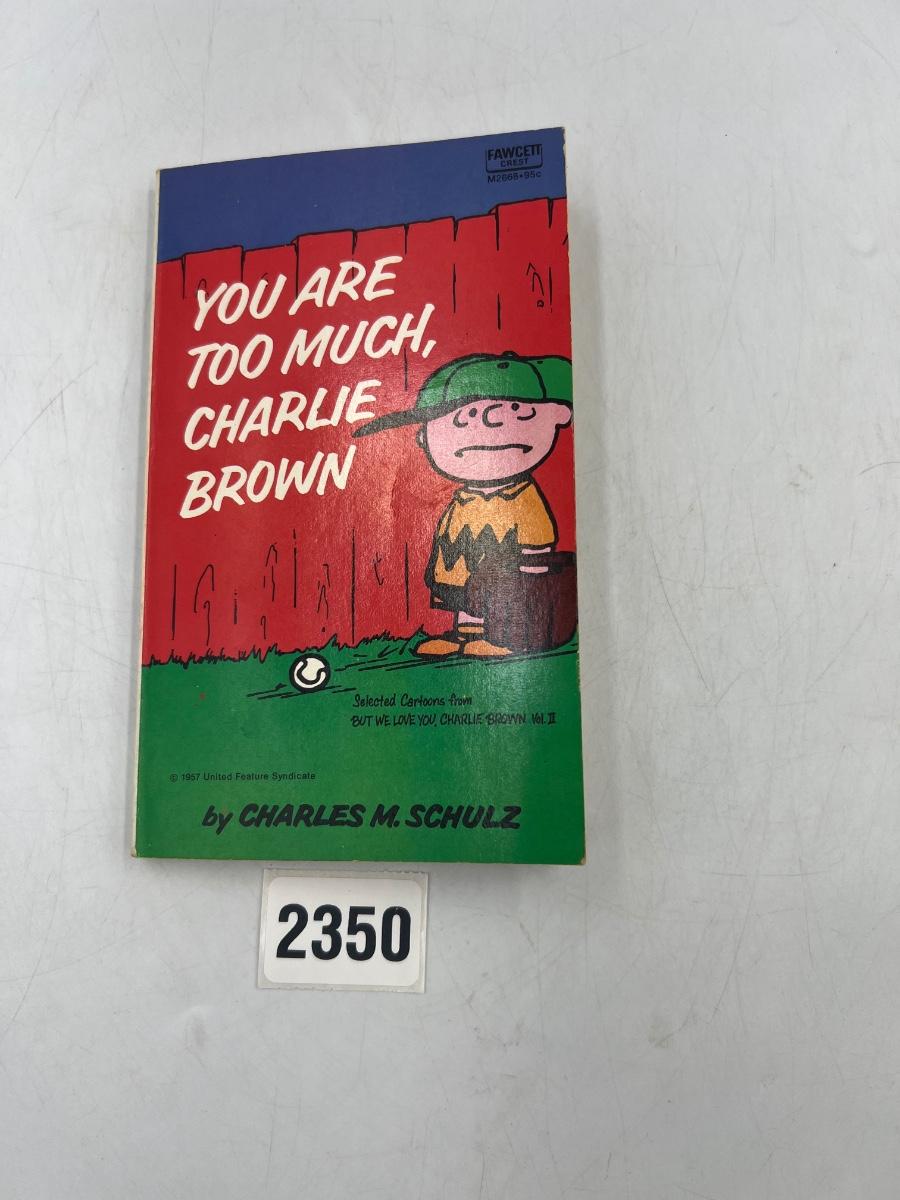 FAWCETT
CREST
M2668•95c
YOU ARE
TOO MUCH,
CHARLIE
BROWN
Selected Cartoons from
BUT WE LOVE YOU, CHARLIE BROWN Vol. II
© 1957 United Feature Syndicate
by CHARLES M. SCHULZ
2350